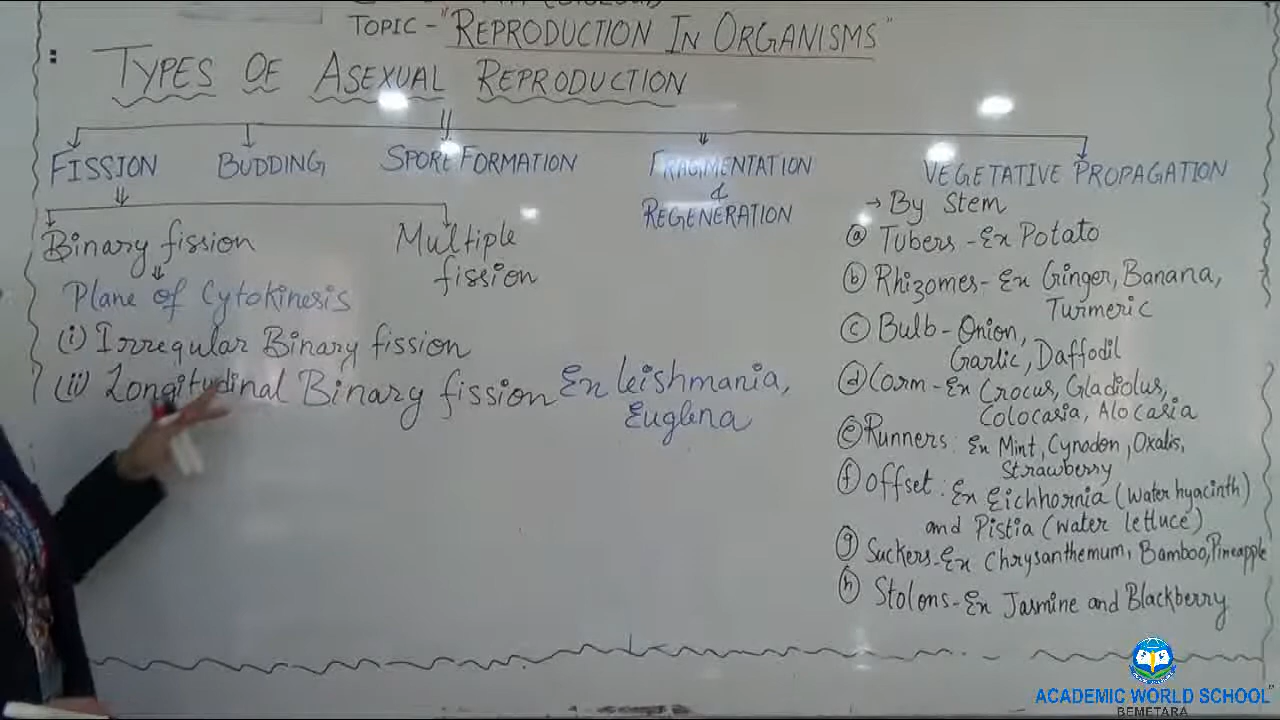 TOPIC - "REPRODUCTION IN ORGANISMS"
TYPES OF ASEXUAL REPRODUCTION
FISSION
BUDDING
SPORE FORMATION
FRAGMENTATION
&
REGENERATION
VEGETATIVE PROPAGATION
Binary fission
Multiple
fission
Plane of Cytokinesis
(i) Irregular Binary fission
(ii) Longitudinal Binary fission Ex Leishmania,
Euglena
→ By Stem
(a) Tubers - Ex Potato
(b) Rhizomes - Ex Ginger, Banana,
Turmeric
(c) Bulb - Onion,
Garlic, Daffodil
(d) Corm - Ex Crocus, Gladiolus,
Colocasia, Alocasia
(e) Runners : Ex Mint, Cynodon, Oxalis,
Strawberry
(f) Offset : Ex Eichhornia (water hyacinth)
and Pistia (water lettuce)
(g) Suckers - Ex Chrysanthemum, Bamboo, Pineapple
(h) Stolons - Ex Jasmine and Blackberry
ACADEMIC WORLD SCHOOL
BEMETARA